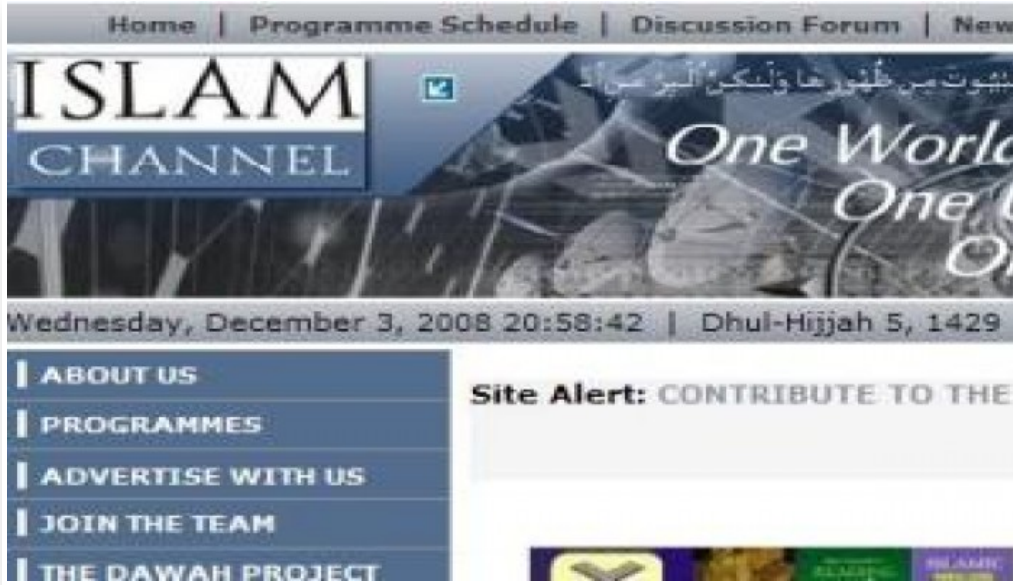 Home | Programme Schedule | Discussion Forum | New
ISLAM
CHANNEL
One World
One
Wednesday, December 3, 2008 20:58:42 | Dhul-Hijjah 5, 1429
ABOUT US
Site Alert: CONTRIBUTE TO THE
PROGRAMMES
ADVERTISE WITH US
JOIN THE TEAM
THE DAWAH PROJECT
ISLAMIC